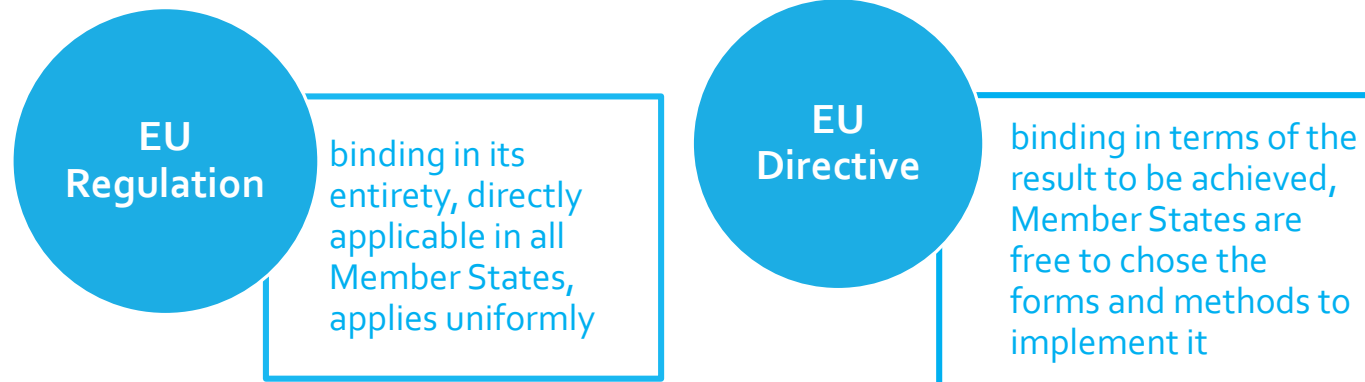 EU
Regulation
binding in its
entirety, directly
applicable in all
Member States,
applies uniformly
EU
Directive
binding in terms of the
result to be achieved,
Member States are
free to chose the
forms and methods to
implement it